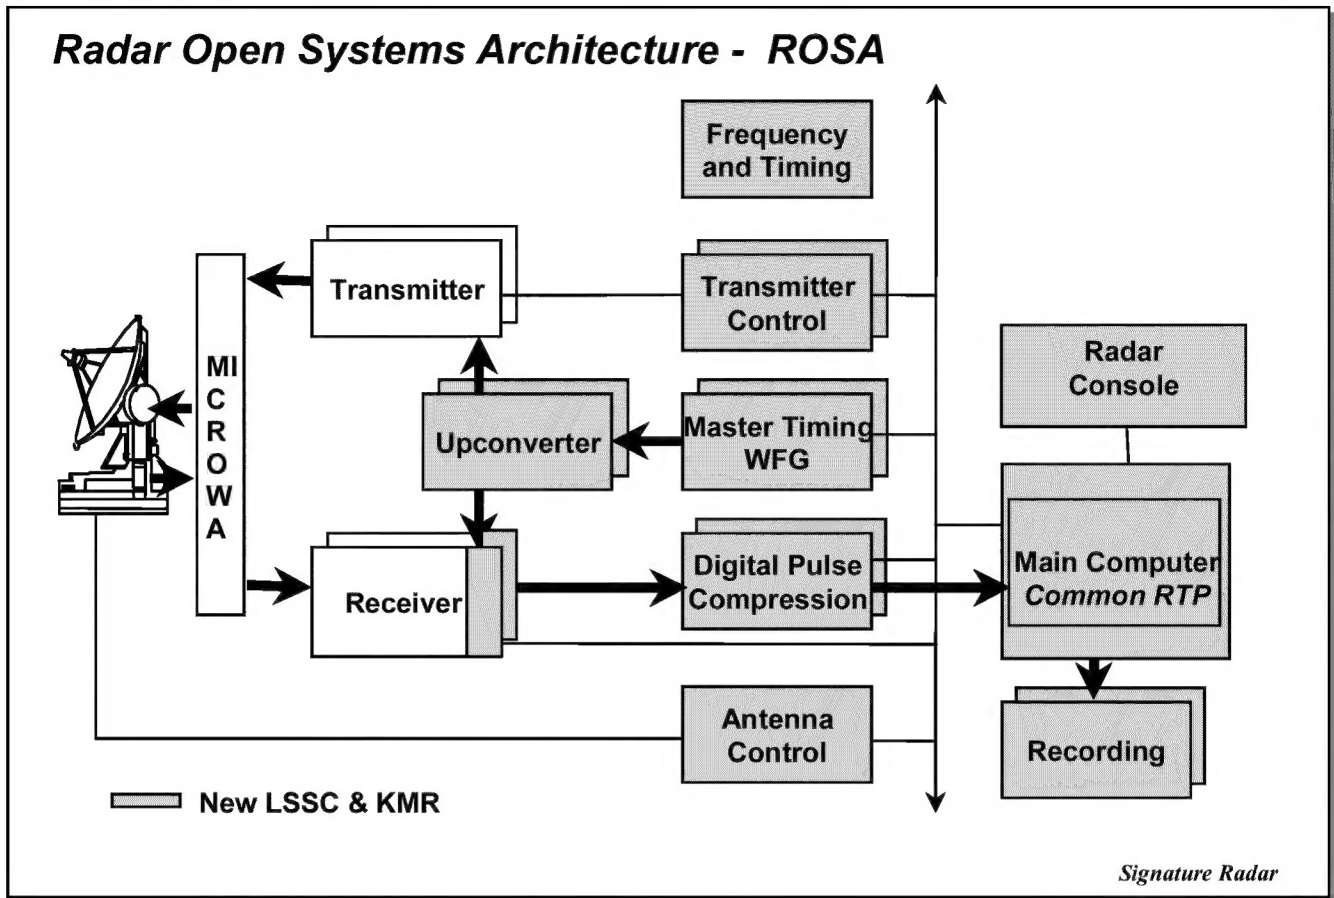 Radar Open Systems Architecture - ROSA
Frequency
and Timing
Transmitter
Transmitter
Control
MI
C
R
O
W
A
Radar
Console
Upconverter
Master Timing
WFG
Receiver
Digital Pulse
Compression
Main Computer
Common RTP
Antenna
Control
Recording
New LSSC & KMR
Signature Radar